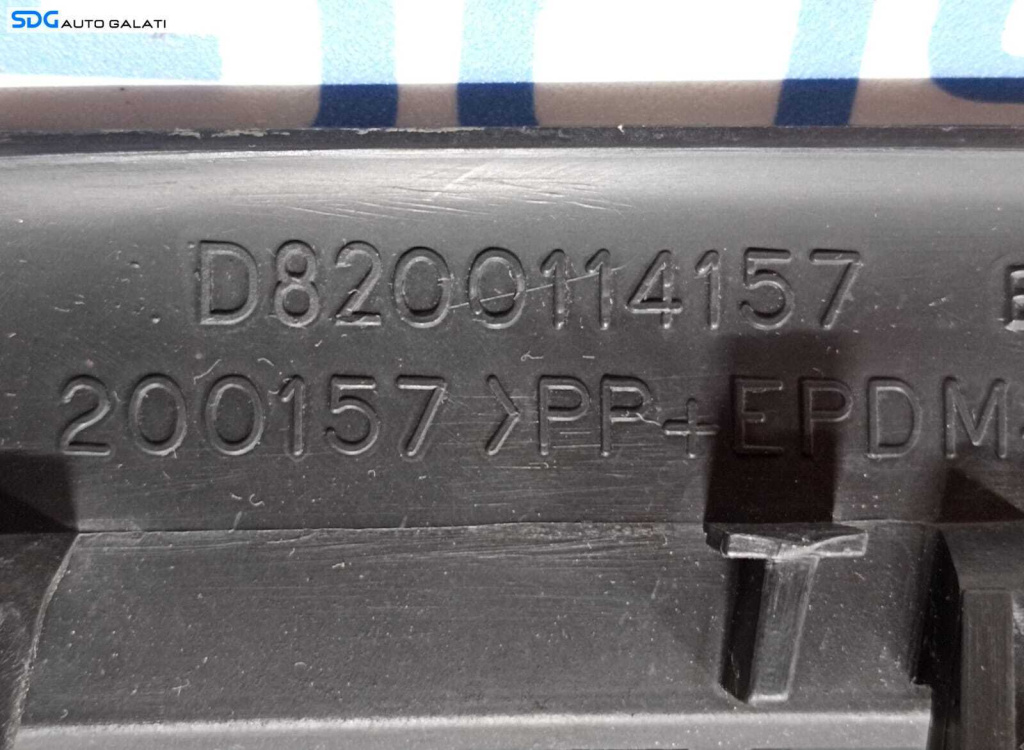 SDG AUTO GALATI
D8200114157
200157 >PP+EPDM